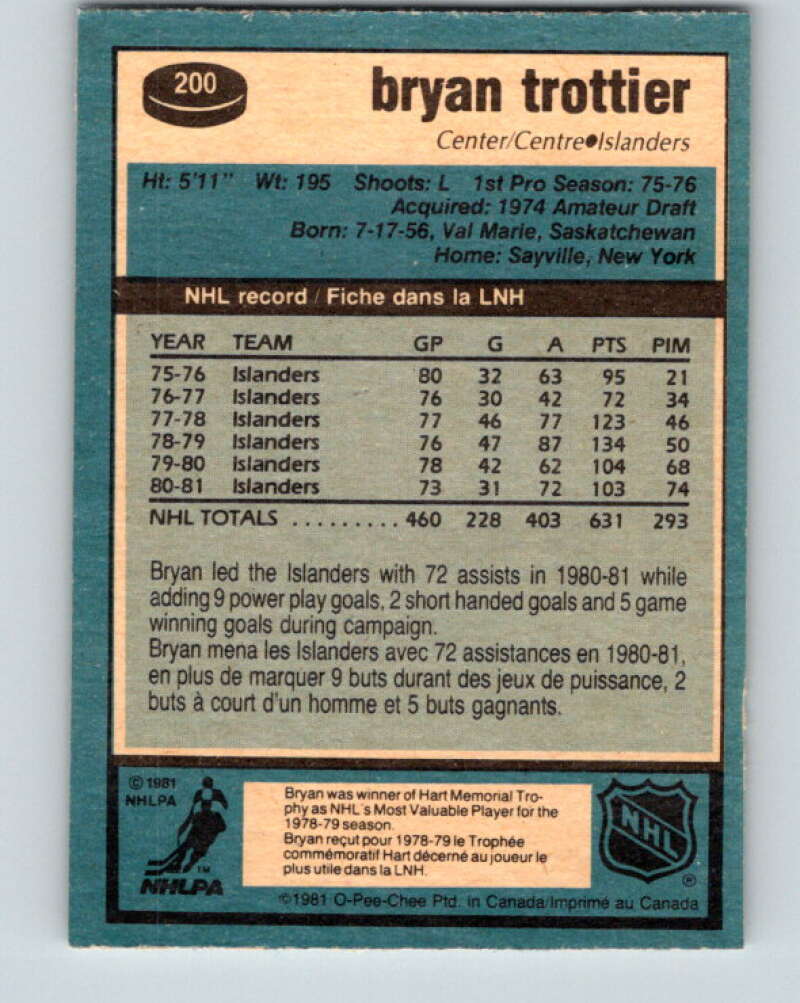 200
bryan trottier
Center/Centre●Islanders
Ht: 5'11" Wt: 195 Shoots: L 1st Pro Season: 75-76
Acquired: 1974 Amateur Draft
Born: 7-17-56, Val Marie, Saskatchewan
Home: Sayville, New York
NHL record / Fiche dans la LNH
YEAR TEAM GP G A PTS PIM
75-76 Islanders 80 32 63 95 21
76-77 Islanders 76 30 42 72 34
77-78 Islanders 77 46 77 123 46
78-79 Islanders 76 47 87 134 50
79-80 Islanders 78 42 62 104 68
80-81 Islanders 73 31 72 103 74
NHL TOTALS ......... 460 228 403 631 293
Bryan led the Islanders with 72 assists in 1980-81 while
adding 9 power play goals, 2 short handed goals and 5 game
winning goals during campaign.
Bryan mena les Islanders avec 72 assistances en 1980-81,
en plus de marquer 9 buts durant des jeux de puissance, 2
buts à court d'un homme et 5 buts gagnants.
© 1981
NHLPA
TM
NHLPA
Bryan was winner of Hart Memorial Tro-
phy as NHL's Most Valuable Player for the
1978-79 season.
Bryan reçut pour 1978-79 le Trophée
commémoratif Hart décerné au joueur le
plus utile dans la LNH.
NHL
®
©1981 O-Pee-Chee Ptd. in Canada/Imprimé au Canada